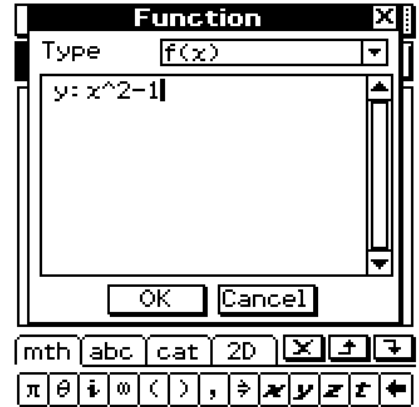 Function X
Type f(x)
y:x^2-1
OK Cancel
mth abc cat 2D
π θ i ∞ ( ) , ⇒ x y z t ←